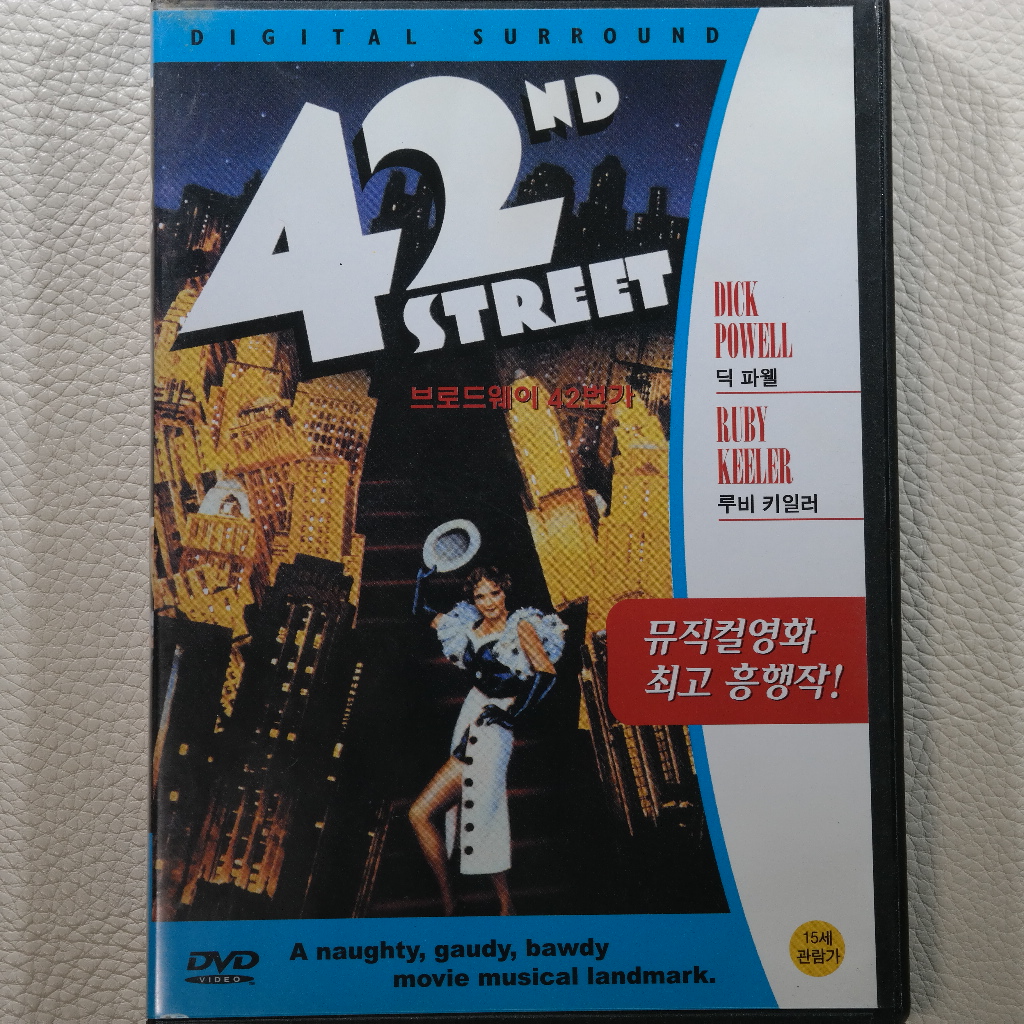 DIGITAL SURROUND
42ND
STREET
브로드웨이 42번가
DICK
POWELL
딕 파웰
RUBY
KEELER
루비 키일러
뮤직컬영화
최고 흥행작!
15세
관람가
DVD
VIDEO
A naughty, gaudy, bawdy
movie musical landmark.